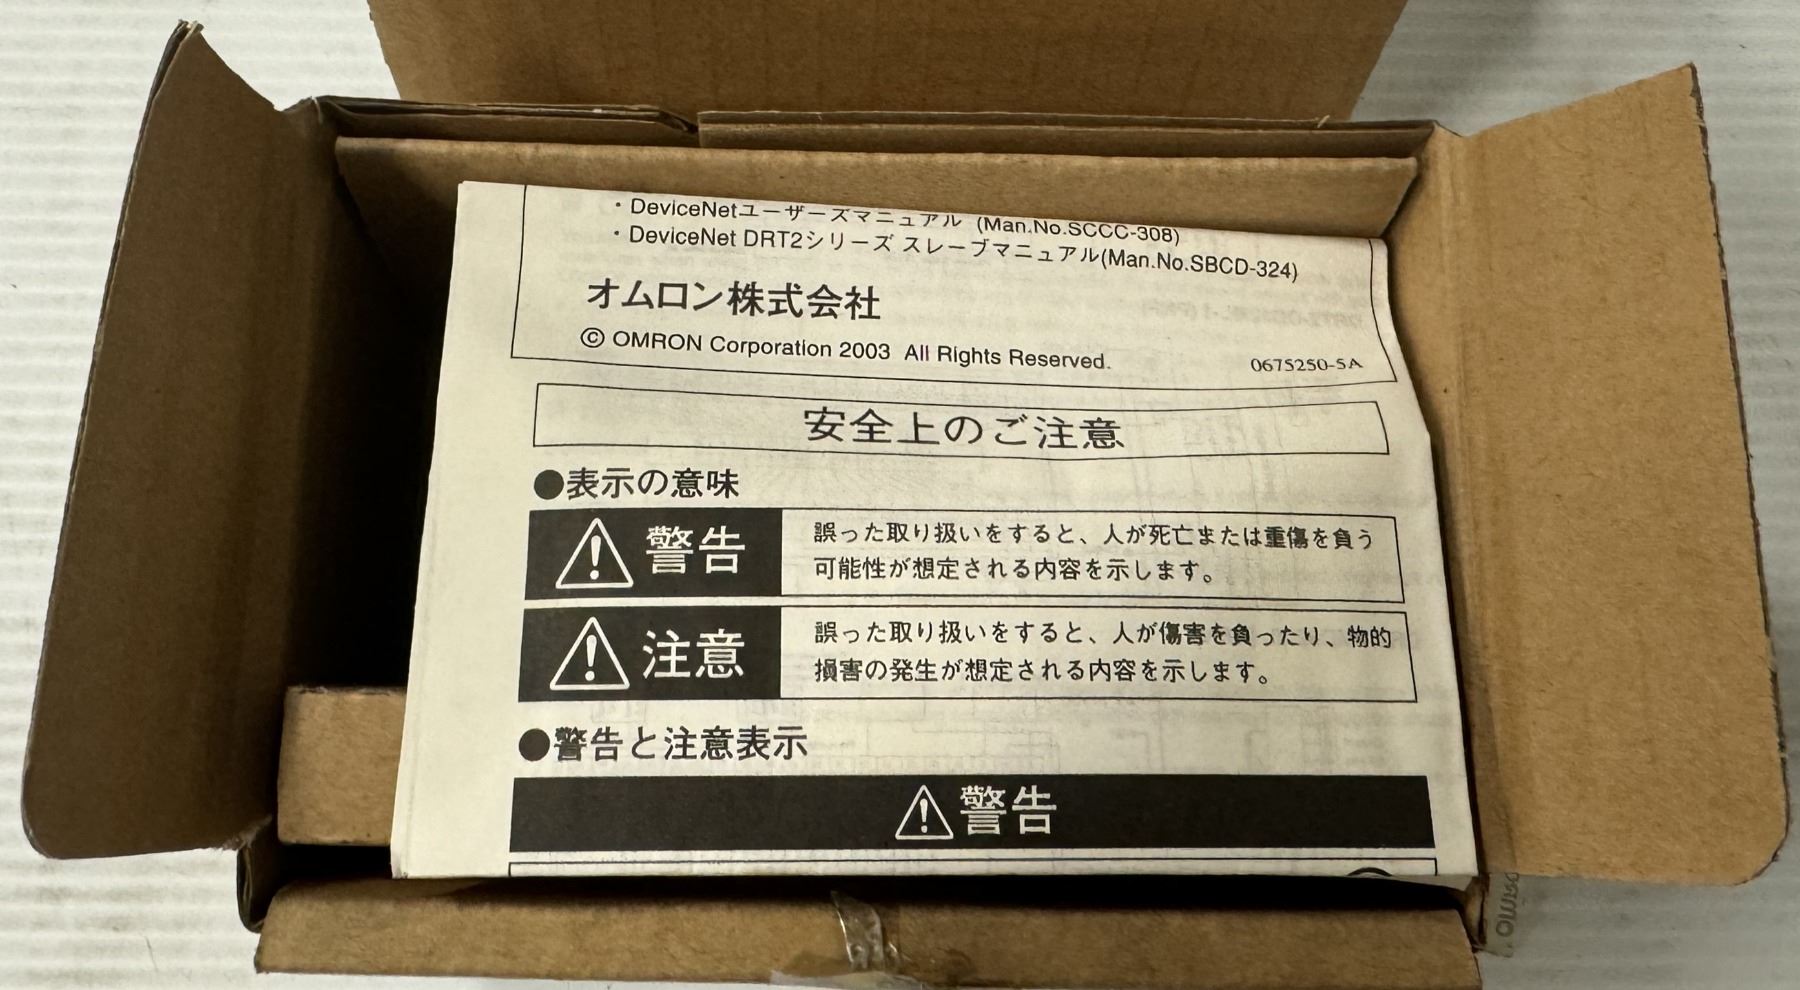 ・DeviceNetユーザーズマニュアル (Man.No.SCCC-308)
・DeviceNet DRT2シリーズ スレーブマニュアル(Man.No.SBCD-324)
オムロン株式会社
© OMRON Corporation 2003 All Rights Reserved.
0675250-5A
安全上のご注意
●表示の意味
警告
誤った取り扱いをすると、人が死亡または重傷を負う
可能性が想定される内容を示します。
注意
誤った取り扱いをすると、人が傷害を負ったり、物的
損害の発生が想定される内容を示します。
●警告と注意表示
警告